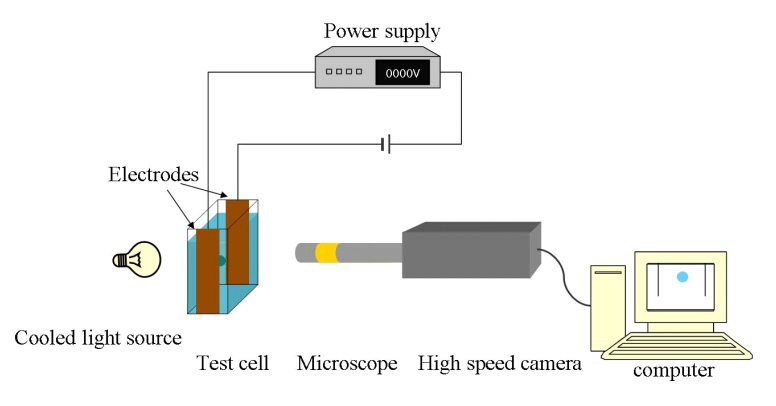 Power supply
0000V
Electrodes
Cooled light source
Test cell
Microscope
High speed camera
computer